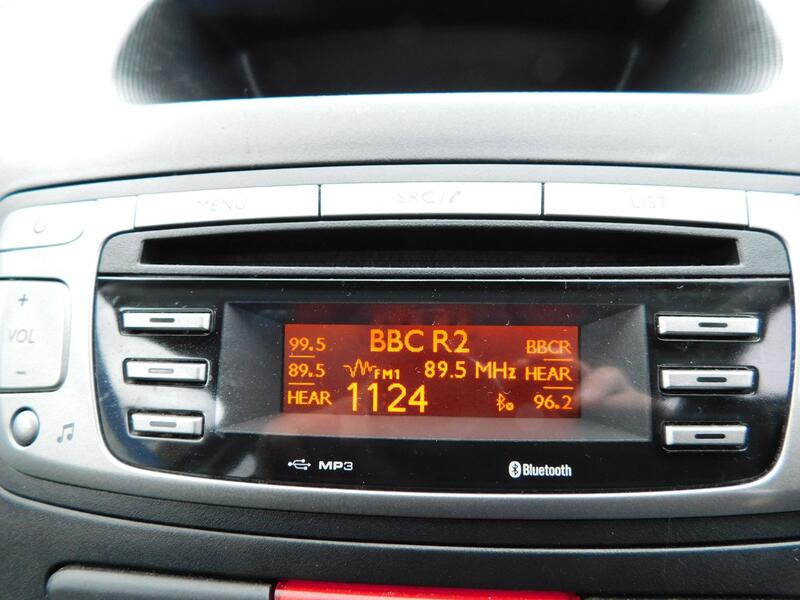 MENU SRC/ LIST
+
VOL
-
99.5 BBC R2 BBCR
89.5 FM1 89.5 MHz HEAR
HEAR 1124 96.2
MP3 Bluetooth